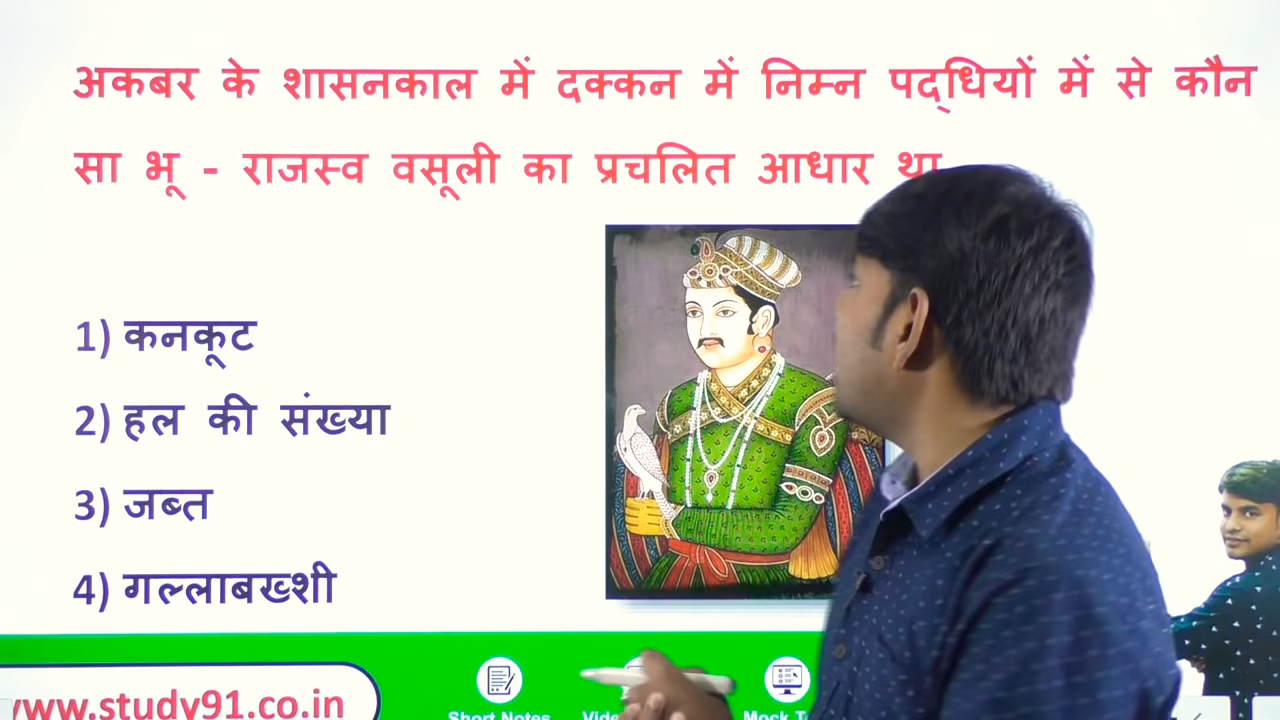 अकबर के शासनकाल में दक्कन में निम्न पद्धियों में से कौन
सा भू - राजस्व वसूली का प्रचलित आधार था
1) कनकूट
2) हल की संख्या
3) जब्त
4) गल्लाबख्शी
www.study91.co.in
Short Notes
Mock